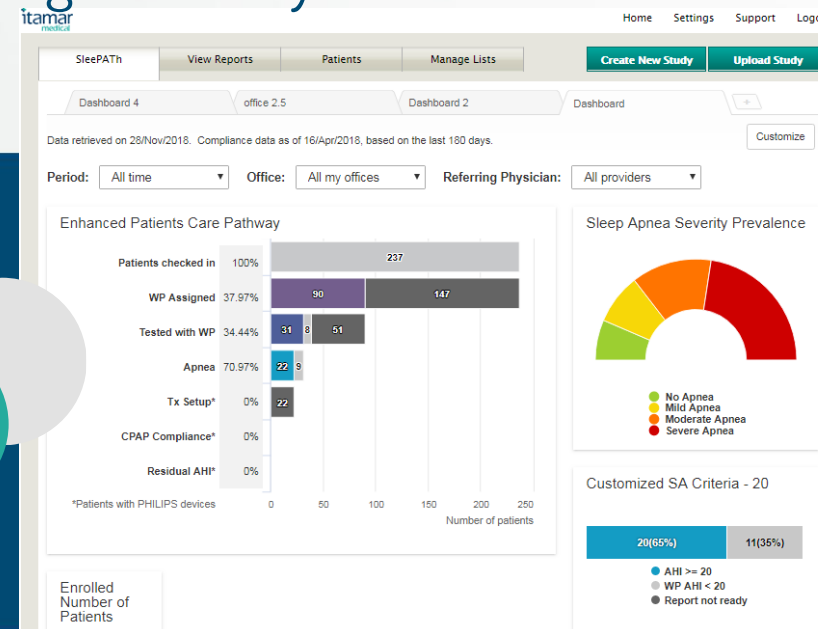 itamar
medical
Home Settings Support
SleePATh View Reports Patients Manage Lists Create New Study Upload Study
Dashboard 4 office 2.5 Dashboard 2 Dashboard +
Data retrieved on 28/Nov/2018. Compliance data as of 16/Apr/2018, based on the last 180 days. Customize
Period: All time Office: All my offices Referring Physician: All providers
Enhanced Patients Care Pathway
Patients checked in 100% 237
WP Assigned 37.97% 90 147
Tested with WP 34.44% 31 8 51
Apnea 70.97% 22 9
Tx Setup* 0% 22
CPAP Compliance* 0%
Residual AHI* 0%
*Patients with PHILIPS devices
0 50 100 150 200 250
Number of patients
Sleep Apnea Severity Prevalence
No Apnea
Mild Apnea
Moderate Apnea
Severe Apnea
Customized SA Criteria - 20
20(65%) 11(35%)
AHI >= 20
WP AHI < 20
Report not ready
Enrolled
Number of
Patients